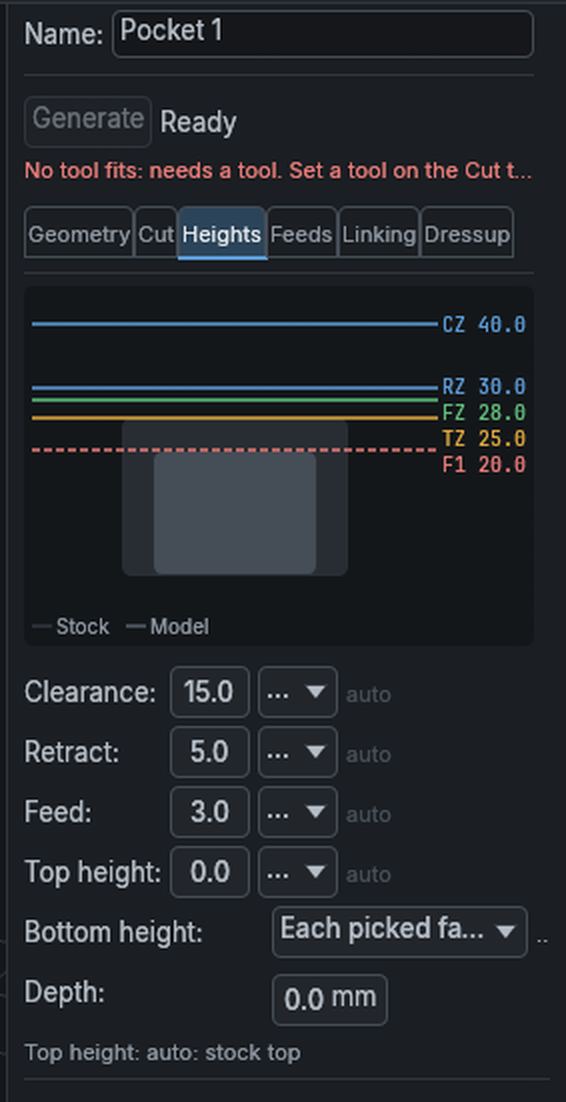 Name: Pocket 1
Generate Ready
No tool fits: needs a tool. Set a tool on the Cut t...
Geometry Cut Heights Feeds Linking Dressup
CZ 40.0
RZ 30.0
FZ 28.0
TZ 25.0
F1 20.0
Stock Model
Clearance: 15.0 ... auto
Retract: 5.0 ... auto
Feed: 3.0 ... auto
Top height: 0.0 ... auto
Bottom height: Each picked fa... ..
Depth: 0.0 mm
Top height: auto: stock top